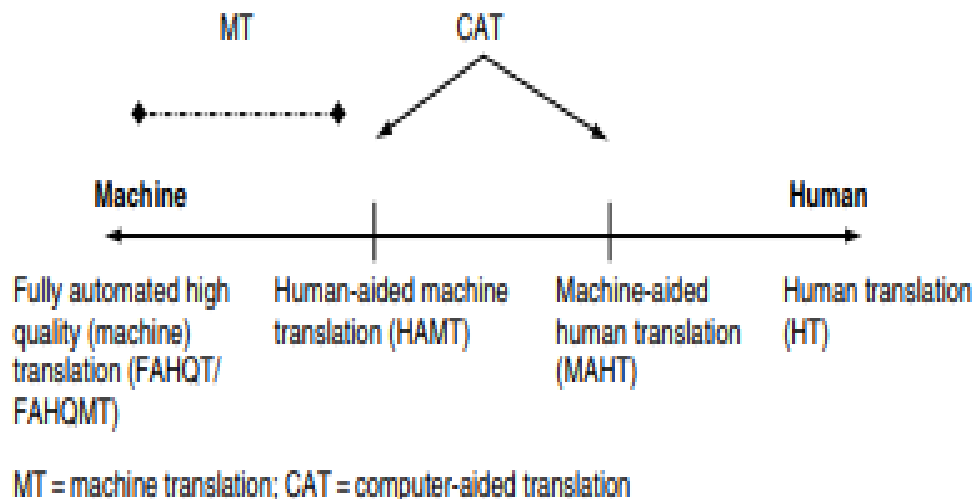 MT CAT
Machine Human
Fully automated high
quality (machine)
translation (FAHQT/
FAHQMT)
Human-aided machine
translation (HAMT)
Machine-aided
human translation
(MAHT)
Human translation
(HT)
MT = machine translation; CAT = computer-aided translation